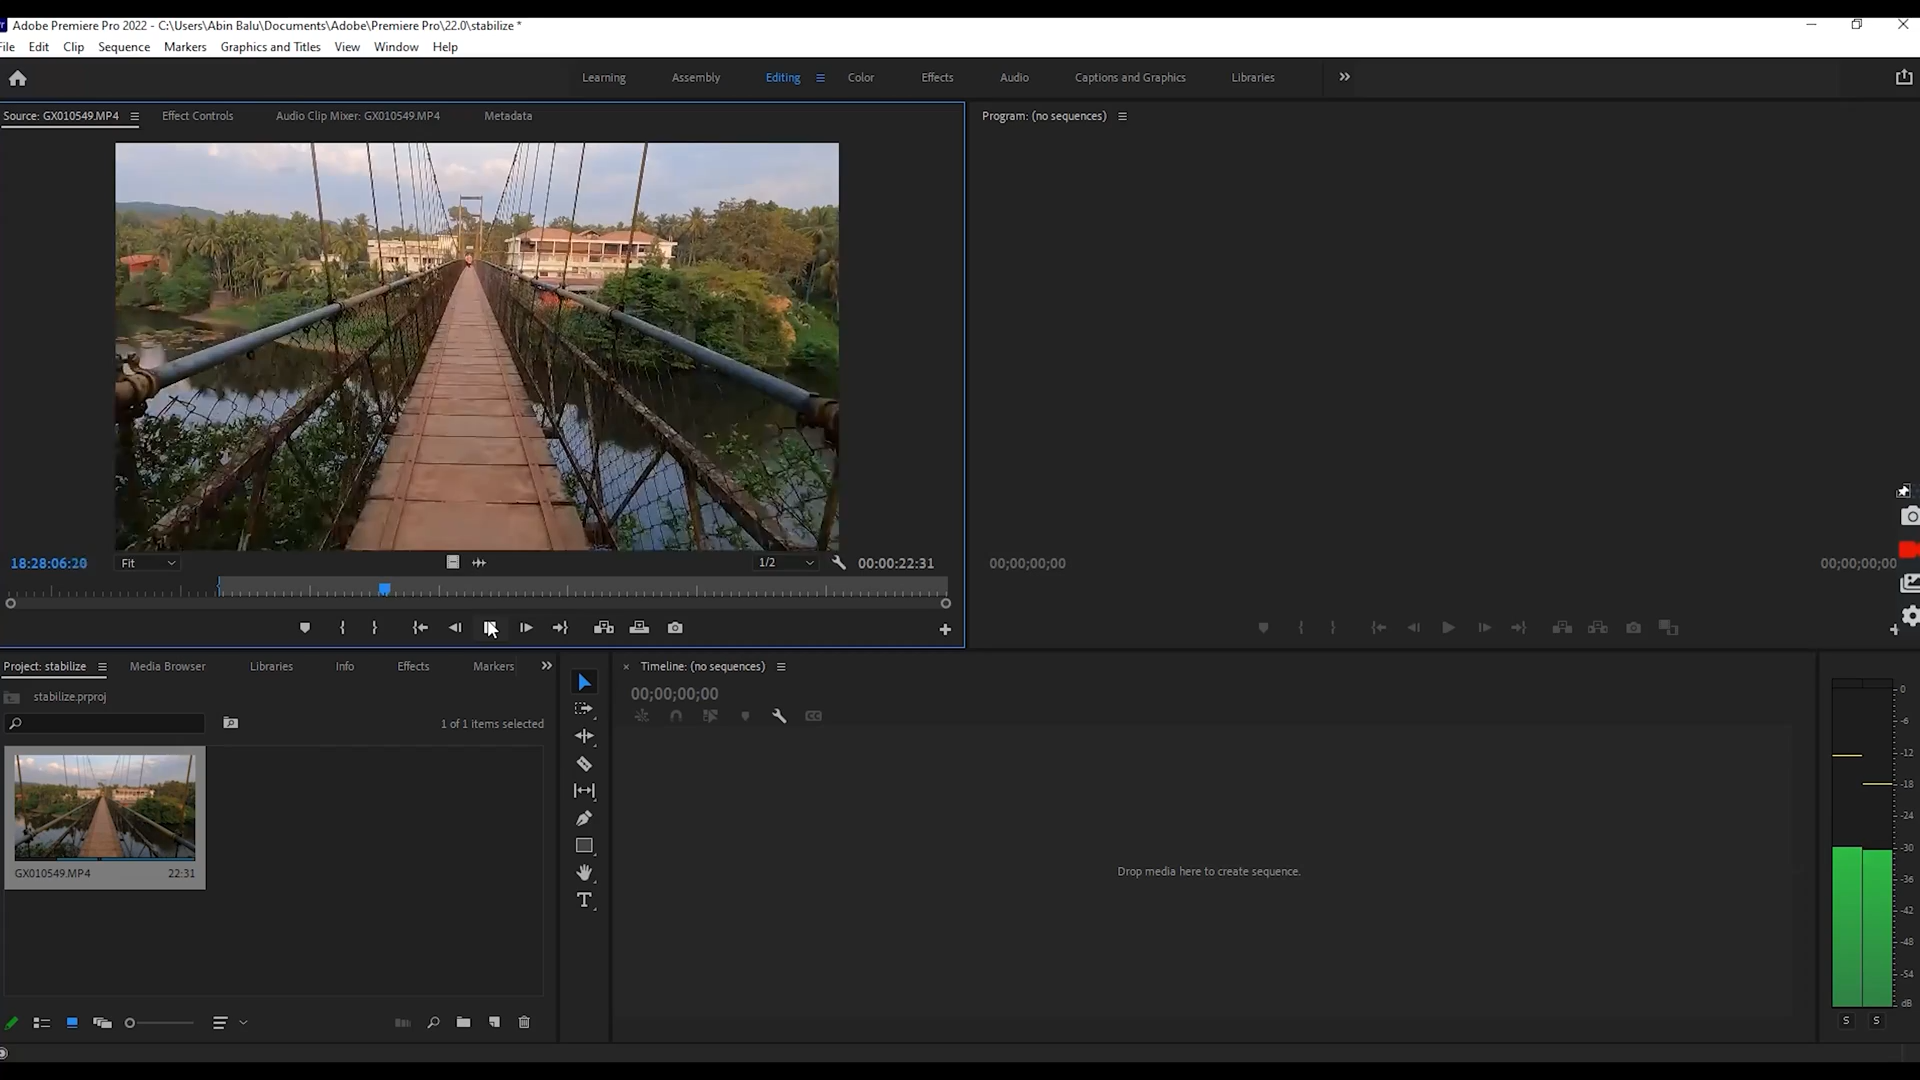 Adobe Premiere Pro 2022 - C:\Users\Abin Balu\Documents\Adobe\Premiere Pro\22.0\stabilize *
File Edit Clip Sequence Markers Graphics and Titles View Window Help
Learning Assembly Editing Color Effects Audio Captions and Graphics Libraries
Source: GX010549.MP4 Effect Controls Audio Clip Mixer: GX010549.MP4 Metadata
Program: (no sequences)
18:28:06:20 Fit 1/2 00:00:22:31
00;00;00;00 00;00;00;00
Project: stabilize Media Browser Libraries Info Effects Markers
Timeline: (no sequences)
stabilize.prproj
00;00;00;00
1 of 1 items selected
CC
GX010549.MP4 22:31
Drop media here to create sequence.
T
0
-6
-12
-18
-24
-30
-36
-42
-48
-54
dB
S S